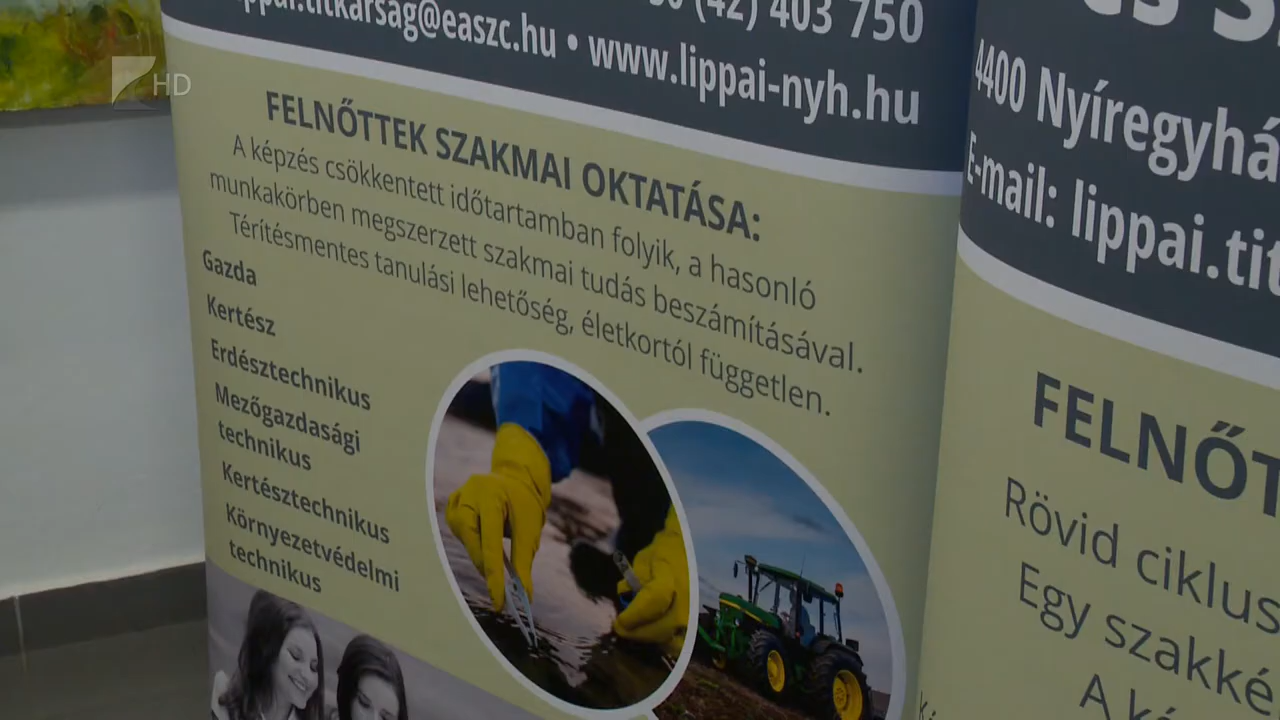 HD
lippai.titkarsag@easzc.hu • www.lippai-nyh.hu
(42) 403 750
FELNŐTTEK SZAKMAI OKTATÁSA:
A képzés csökkentett időtartamban folyik, a hasonló
munkakörben megszerzett szakmai tudás beszámításával.
Térítésmentes tanulási lehetőség, életkortól független.
Gazda
Kertész
Erdésztechnikus
Mezőgazdasági
technikus
Kertésztechnikus
Környezetvédelmi
technikus
4400 Nyíregyhá
E-mail: lippai.tit
FELNŐT
Rövid ciklus
Egy szakké
A ké